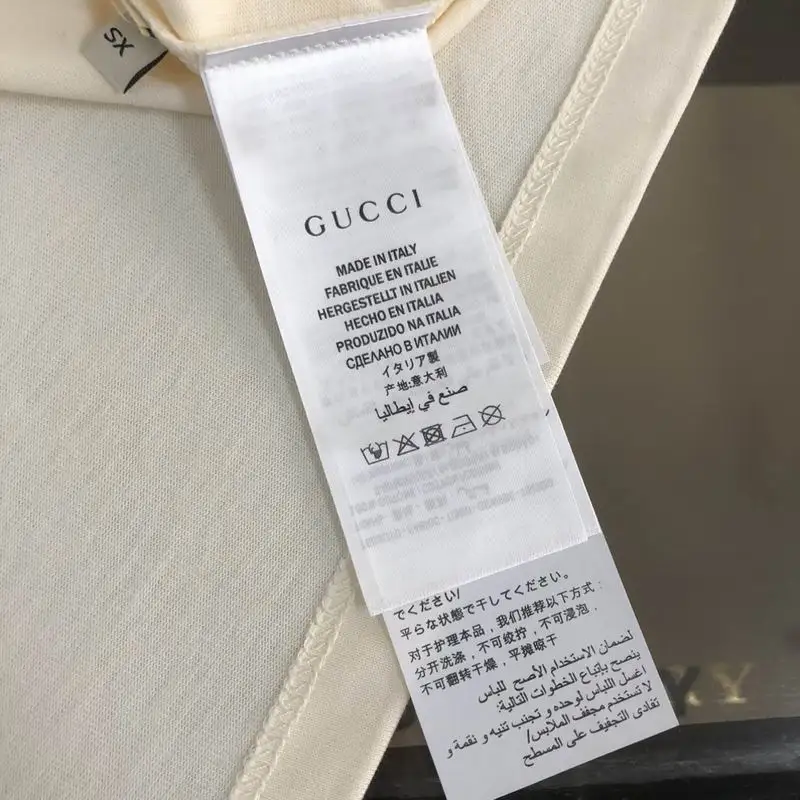 XS
GUCCI
MADE IN ITALY
FABRIQUE EN ITALIE
HERGESTELLT IN ITALIEN
HECHO EN ITALIA
PRODUZIDO NA ITALIA
СДЕЛАНО В ИТАЛИИ
イタリア製
产地:意大利
صنع في إيطاليا
でください/
平らな状態で干してください。
对于护理本品，我们推荐以下方式：
分开洗涤，不可绞拧，不可浸泡，
不可翻转干燥，平摊晾干
لضمان الاستخدام الأصح للباس
ينصح بإتباع الخطوات التالية:
اغسل اللباس لوحده و تجنب تنيه و نقعمة و
لا تستخدم مجفف الملابس/
تفادى التجفيف على المسطح
XY